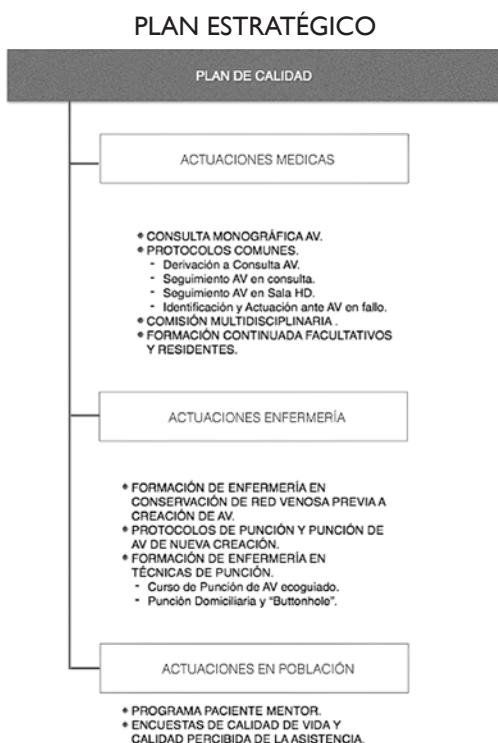 PLAN ESTRATÉGICO
PLAN DE CALIDAD
ACTUACIONES MEDICAS
• CONSULTA MONOGRÁFICA AV.
• PROTOCOLOS COMUNES.
- Derivación a Consulta AV.
- Seguimiento AV en consulta.
- Seguimiento AV en Sala HD.
- Identificación y Actuación ante AV en fallo.
• COMISIÓN MULTIDISCIPLINARIA .
• FORMACIÓN CONTINUADA FACULTATIVOS
Y RESIDENTES.
ACTUACIONES ENFERMERÍA
• FORMACIÓN DE ENFERMERÍA EN
CONSERVACIÓN DE RED VENOSA PREVIA A
CREACIÓN DE AV.
• PROTOCOLOS DE PUNCIÓN Y PUNCIÓN DE
AV DE NUEVA CREACIÓN.
• FORMACIÓN DE ENFERMERÍA EN
TÉCNICAS DE PUNCIÓN.
- Curso de Punción de AV ecoguiado.
- Punción Domiciliaria y "Buttonhole".
ACTUACIONES EN POBLACIÓN
• PROGRAMA PACIENTE MENTOR.
• ENCUESTAS DE CALIDAD DE VIDA Y
CALIDAD PERCIBIDA DE LA ASISTENCIA.